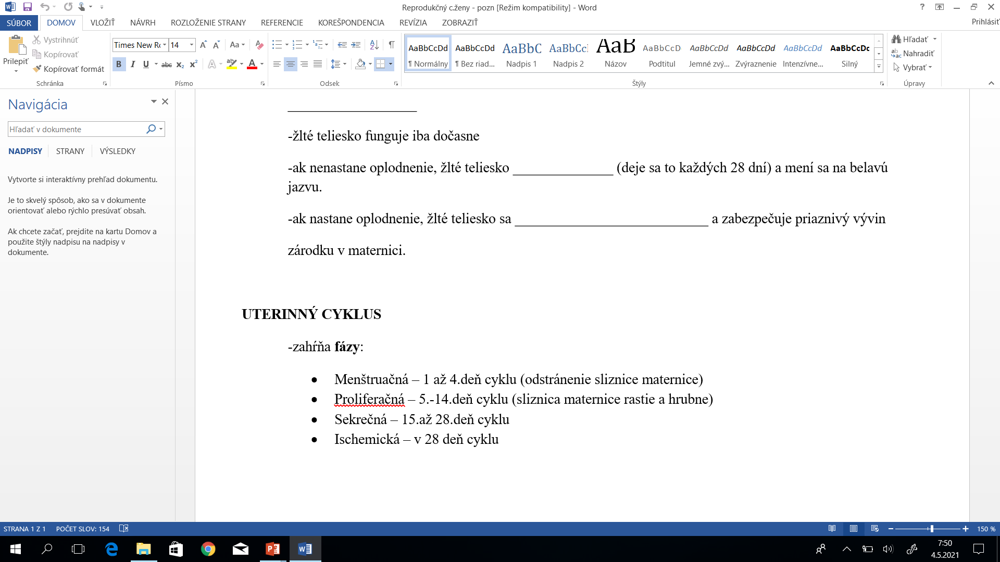 Reprodukčný c.ženy - pozn [Režim kompatibility] - Word
SÚBOR DOMOV VLOŽIŤ NÁVRH ROZLOŽENIE STRANY REFERENCIE KOREŠPONDENCIA REVÍZIA ZOBRAZIŤ Prihlásiť
Prilepiť
Vystrihnúť
Kopírovať
Kopírovať formát
Schránka
Times New Ro 14
Písmo
Odsek
AaBbCcDd AaBbCcDd AaBbC AaBbCcI AaB AaBbCcD AaBbCcDd AaBbCcDd AaBbCcDd AaBbCcDc
¶ Normálny ¶ Bez riad... Nadpis 1 Nadpis 2 Názov Podtitul Jemné zvý... Zvýraznenie Intenzívne... Silný
Štýly
Hľadať
Nahradiť
Vybrať
Úpravy
Navigácia
Hľadať v dokumente
NADPISY STRANY VÝSLEDKY
Vytvorte si interaktívny prehľad dokumentu.
Je to skvelý spôsob, ako sa v dokumente
orientovať alebo rýchlo presúvať obsah.
Ak chcete začať, prejdite na kartu Domov a
použite štýly nadpisu na nadpisy v
dokumente.
__________________
-žlté teliesko funguje iba dočasne
-ak nenastane oplodnenie, žlté teliesko ______________ (deje sa to každých 28 dní) a mení sa na belavú
jazvu.
-ak nastane oplodnenie, žlté teliesko sa ___________________________ a zabezpečuje priaznivý vývin
zárodku v maternici.
UTERINNÝ CYKLUS
-zahŕňa fázy:
• Menštruačná – 1 až 4.deň cyklu (odstránenie sliznice maternice)
• Proliferačná – 5.-14.deň cyklu (sliznica maternice rastie a hrubne)
• Sekrečná – 15.až 28.deň cyklu
• Ischemická – v 28 deň cyklu
STRANA 1 Z 1 POČET SLOV: 154 150 %
7:50
4.5.2021